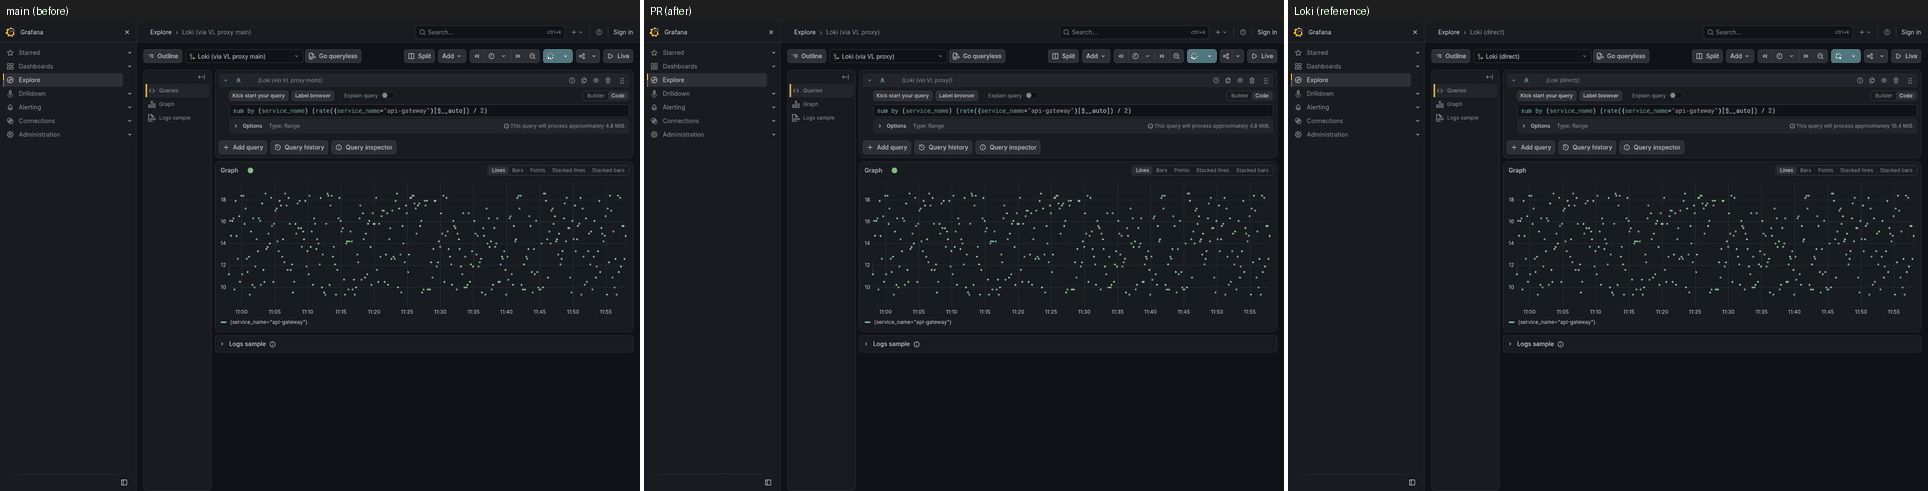 main (before)
Grafana
Starred
Dashboards
Explore
Drilldown
Alerting
Connections
Administration
Explore › Loki (via VL proxy main)
Search...
ctrl+k
Sign in
Outline
Loki (via VL proxy main)
Go queryless
Split
Add
Live
Queries
Graph
Logs sample
A (Loki (via VL proxy main))
Kick start your query
Label browser
Explain query
Builder
Code
sum by (service_name) (rate({service_name="api-gateway"}[$__auto]) / 2)
Options Type: Range
This query will process approximately 4.8 MiB.
+ Add query
Query history
Query inspector
Graph
Lines Bars Points Stacked lines Stacked bars
18
16
14
12
10
11:00 11:05 11:10 11:15 11:20 11:25 11:30 11:35 11:40 11:45 11:50 11:55
{service_name="api-gateway"}
Logs sample
PR (after)
Grafana
Starred
Dashboards
Explore
Drilldown
Alerting
Connections
Administration
Explore › Loki (via VL proxy)
Search...
ctrl+k
Sign in
Outline
Loki (via VL proxy)
Go queryless
Split
Add
Live
Queries
Graph
Logs sample
A (Loki (via VL proxy))
Kick start your query
Label browser
Explain query
Builder
Code
sum by (service_name) (rate({service_name="api-gateway"}[$__auto]) / 2)
Options Type: Range
This query will process approximately 4.8 MiB.
+ Add query
Query history
Query inspector
Graph
Lines Bars Points Stacked lines Stacked bars
18
16
14
12
10
11:00 11:05 11:10 11:15 11:20 11:25 11:30 11:35 11:40 11:45 11:50 11:55
{service_name="api-gateway"}
Logs sample
Loki (reference)
Grafana
Starred
Dashboards
Explore
Drilldown
Alerting
Connections
Administration
Explore › Loki (direct)
Search...
ctrl+k
Sign in
Outline
Loki (direct)
Go queryless
Split
Add
Live
Queries
Graph
Logs sample
A (Loki (direct))
Kick start your query
Label browser
Explain query
Builder
Code
sum by (service_name) (rate({service_name="api-gateway"}[$__auto]) / 2)
Options Type: Range
This query will process approximately 10.4 MiB.
+ Add query
Query history
Query inspector
Graph
Lines Bars Points Stacked lines Stacked bars
18
16
14
12
10
11:00 11:05 11:10 11:15 11:20 11:25 11:30 11:35 11:40 11:45 11:50 11:55
{service_name="api-gateway"}
Logs sample